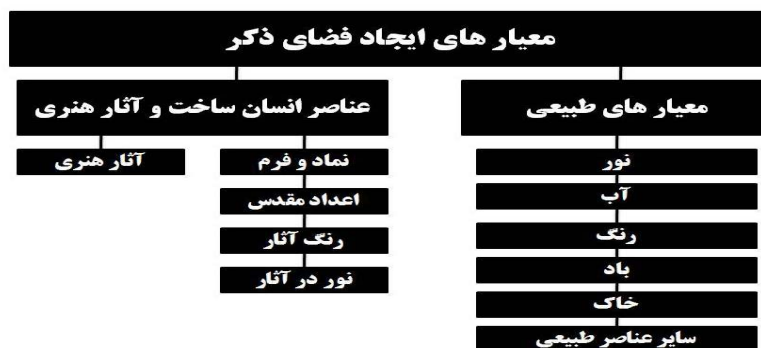 معیار های ایجاد فضای ذکر
معیار های طبیعی
نور
آب
رنگ
باد
خاک
سایر عناصر طبیعی
عناصر انسان ساخت و آثار هنری
نماد و فرم
اعداد مقدس
رنگ آثار
نور در آثار
آثار هنری